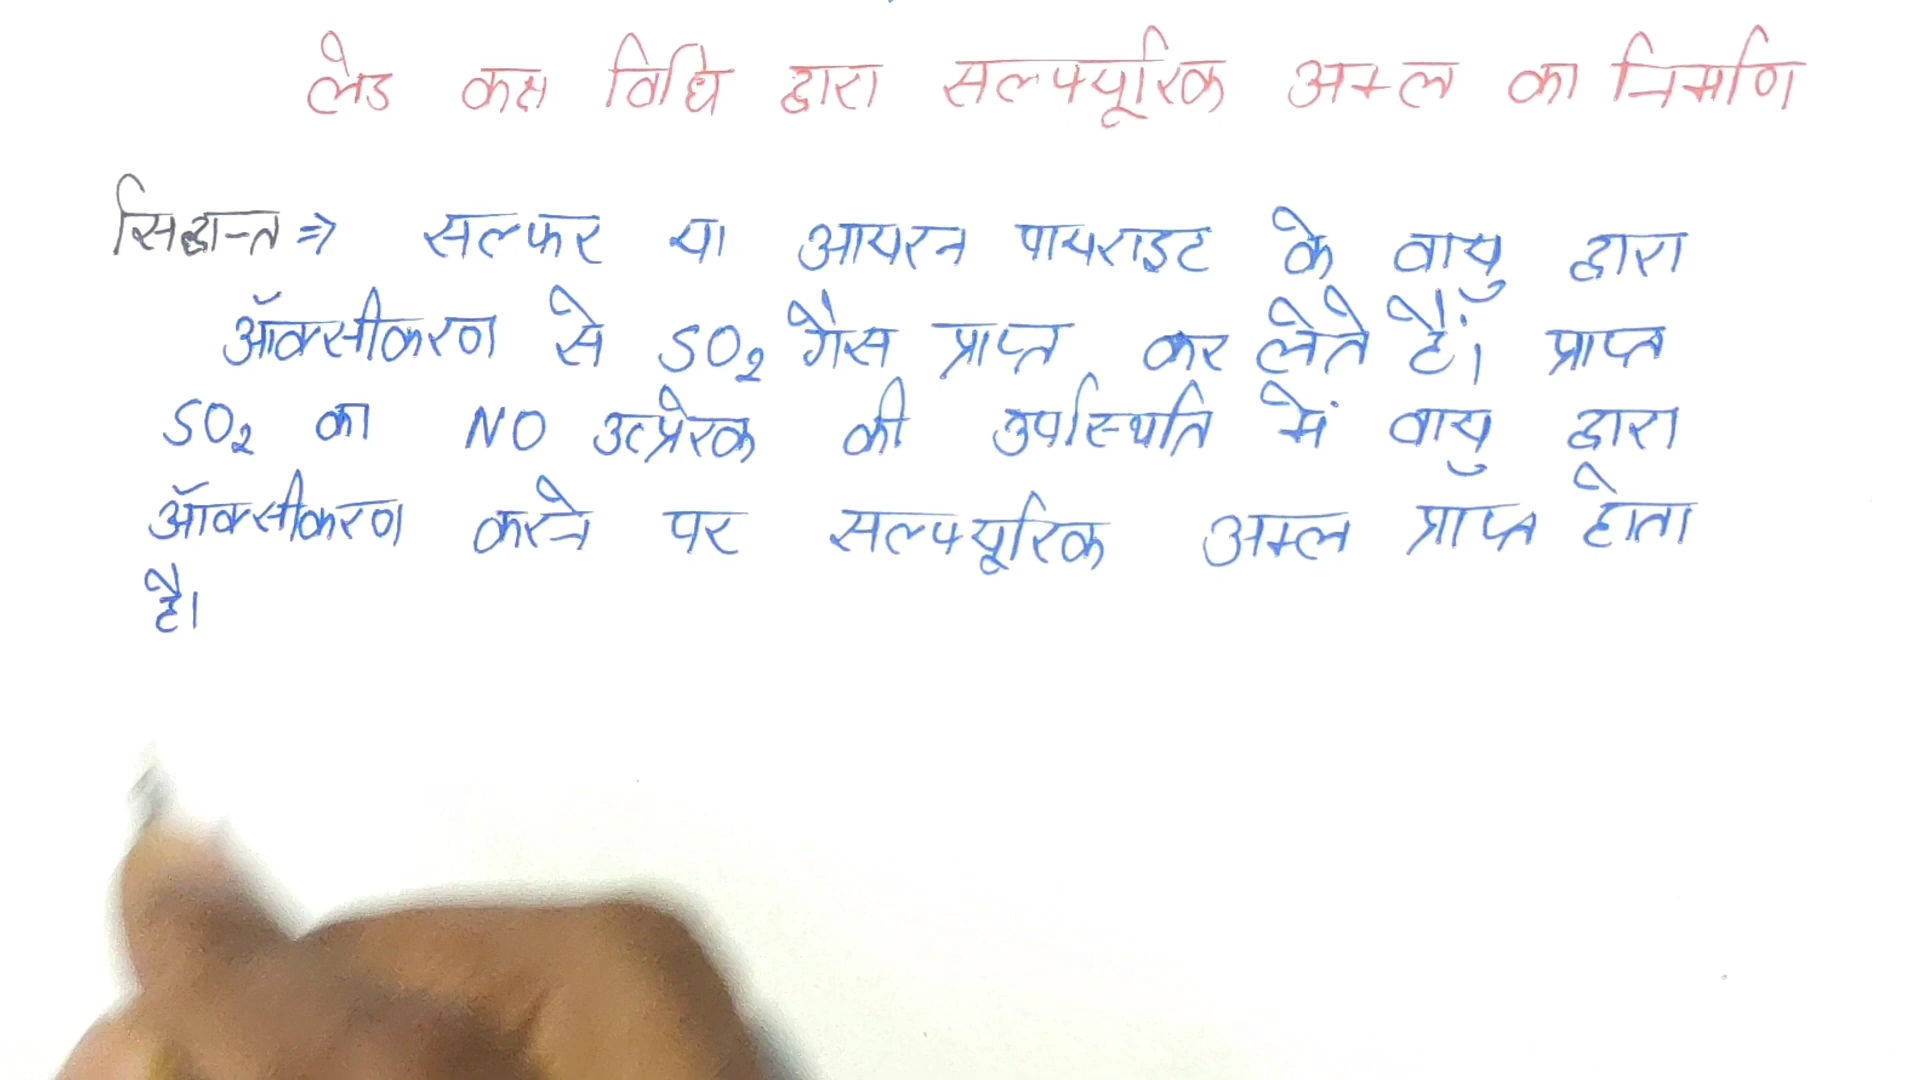 लेड कक्ष विधि द्वारा सल्फ्यूरिक अम्ल का निर्माण
सिद्धान्त ⇒ सल्फर या आयरन पायराइट के वायु द्वारा
ऑक्सीकरण से SO₂ गैस प्राप्त कर लेते हैं। प्राप्त
SO₂ का NO उत्प्रेरक की उपस्थिति में वायु द्वारा
ऑक्सीकरण करने पर सल्फ्यूरिक अम्ल प्राप्त होता
है।